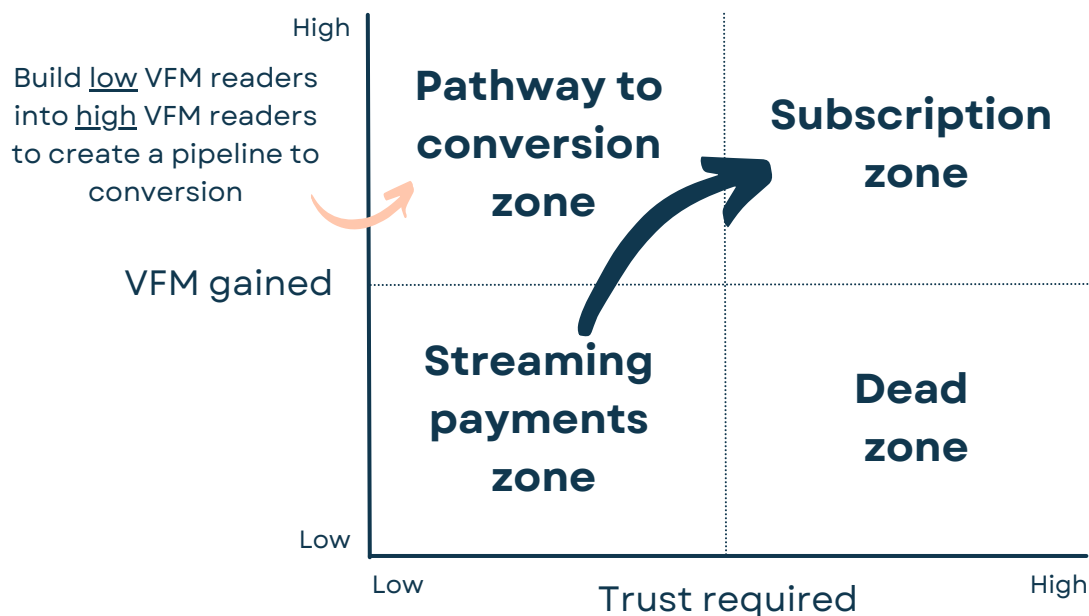 High
Build low VFM readers
into high VFM readers
to create a pipeline to
conversion
Pathway to
conversion
zone
Subscription
zone
VFM gained
Streaming
payments
zone
Dead
zone
Low
Low
Trust required
High